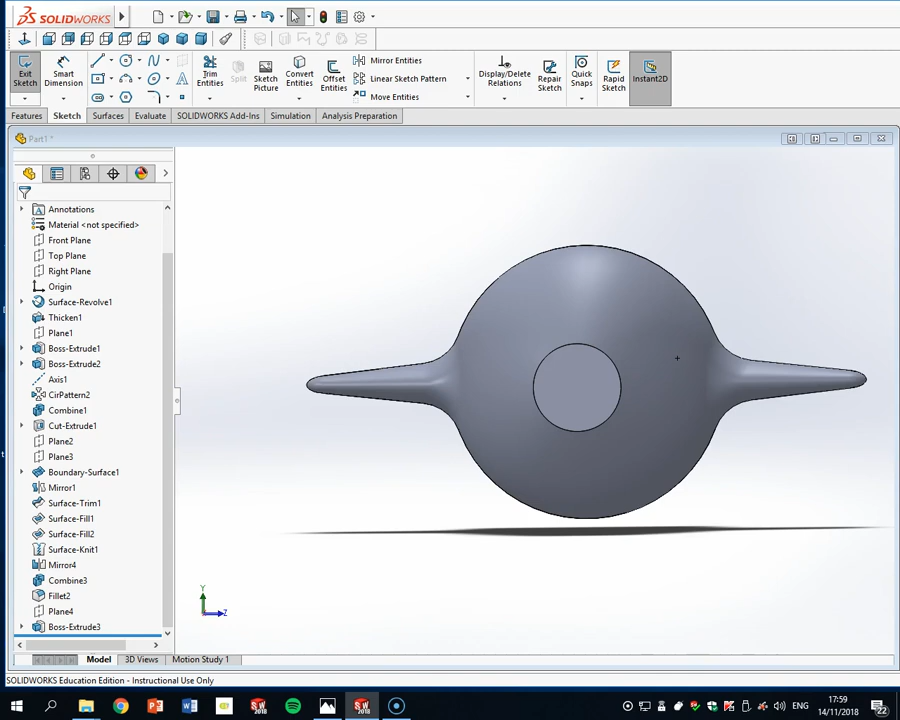 SOLIDWORKS
Exit Sketch
Smart Dimension
Trim Entities
Split
Sketch Picture
Convert Entities
Offset Entities
Mirror Entities
Linear Sketch Pattern
Move Entities
Display/Delete Relations
Repair Sketch
Quick Snaps
Rapid Sketch
Instant2D
Features Sketch Surfaces Evaluate SOLIDWORKS Add-Ins Simulation Analysis Preparation
Part1 *
Annotations
Material <not specified>
Front Plane
Top Plane
Right Plane
Origin
Surface-Revolve1
Thicken1
Plane1
Boss-Extrude1
Boss-Extrude2
Axis1
CirPattern2
Combine1
Cut-Extrude1
Plane2
Plane3
Boundary-Surface1
Mirror1
Surface-Trim1
Surface-Fill1
Surface-Fill2
Surface-Knit1
Mirror4
Combine3
Fillet2
Plane4
Boss-Extrude3
Y
Z
Model 3D Views Motion Study 1
SOLIDWORKS Education Edition - Instructional Use Only
ENG
17:59
14/11/2018
22